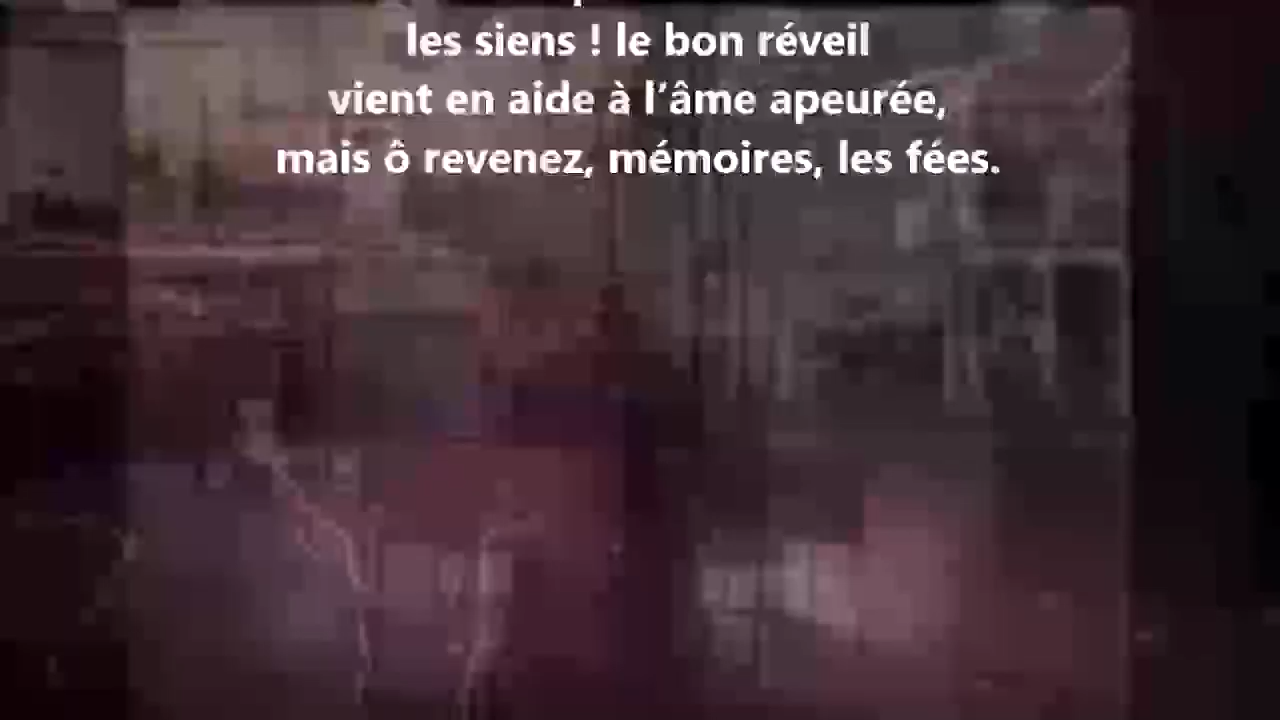 les siens ! le bon réveil
vient en aide à l’âme apeurée,
mais ô revenez, mémoires, les fées.